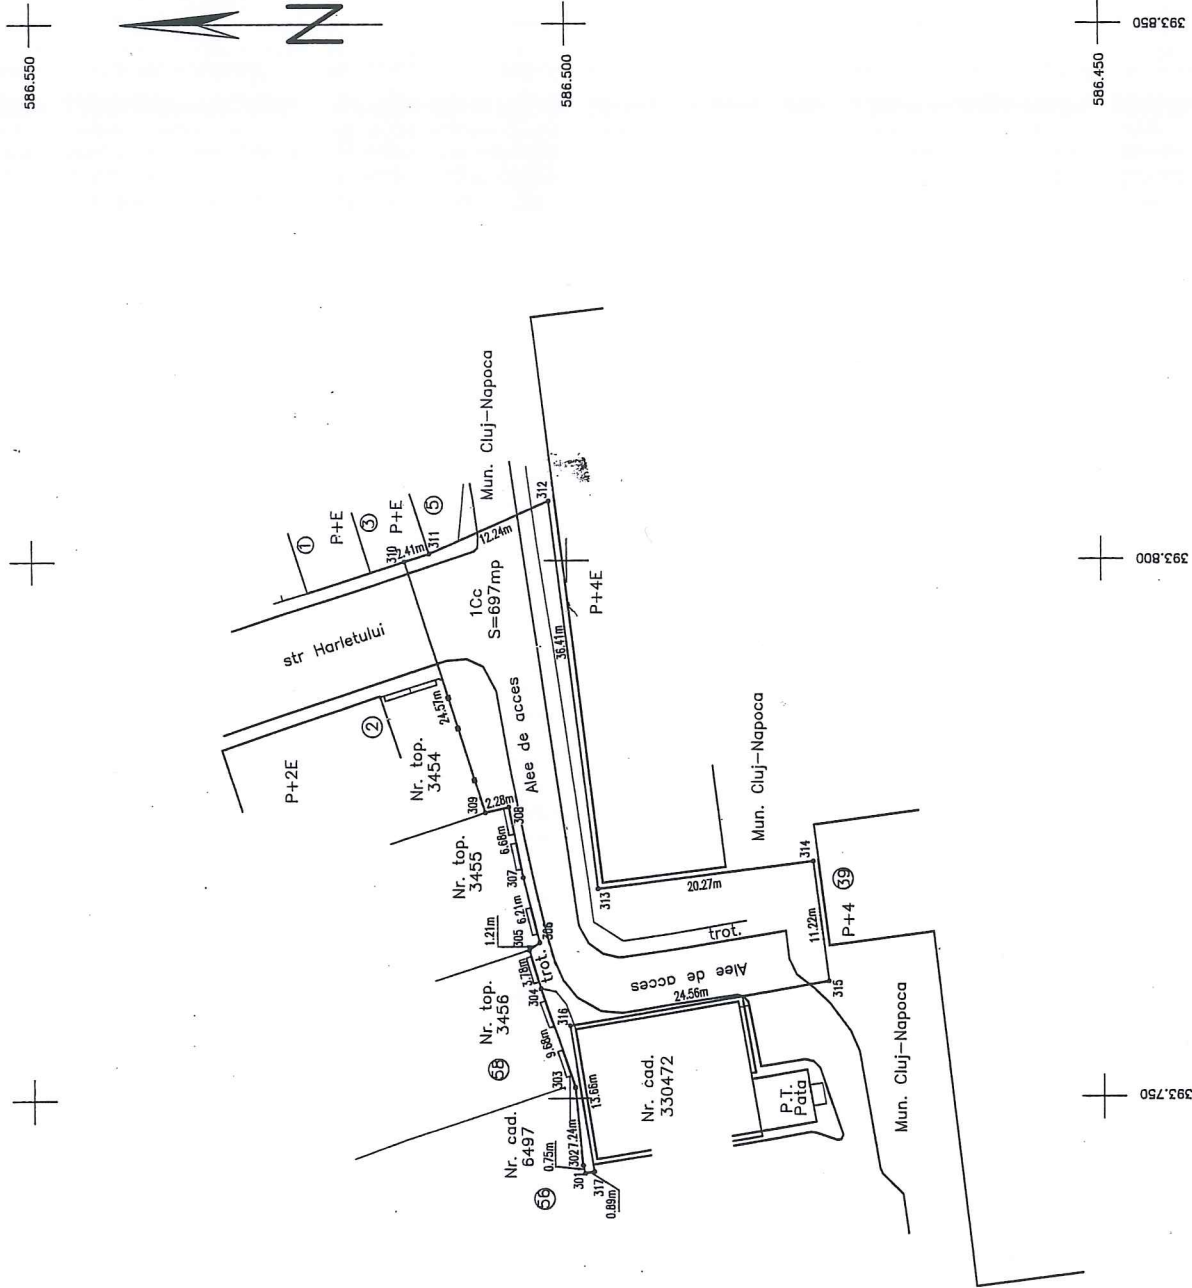 N
586.550
586.500
586.450
393.850
393.800
393.750
Mun. Cluj-Napoca
1
P+E
3
P+E
5
310
2.41m
311
12.24m
312
str Harletului
1Cc
S=697mp
36.41m
P+4E
P+2E
2
Nr. top.
3454
24.57m
Alee de acces
309
2.28m
308
6.68m
Nr. top.
3455
307
6.21m
306
1.21m
305
trot.
3.78m
304
Nr. top.
3456
58
9.68m
303
316
13.66m
Nr. cad.
6497
56
0.75m
302
7.24m
301
317
0.89m
Nr. cad.
330472
P.T.
Pata
313
20.27m
Mun. Cluj-Napoca
314
11.22m
P+4
39
trot.
Alee de acces
24.56m
315
Mun. Cluj-Napoca